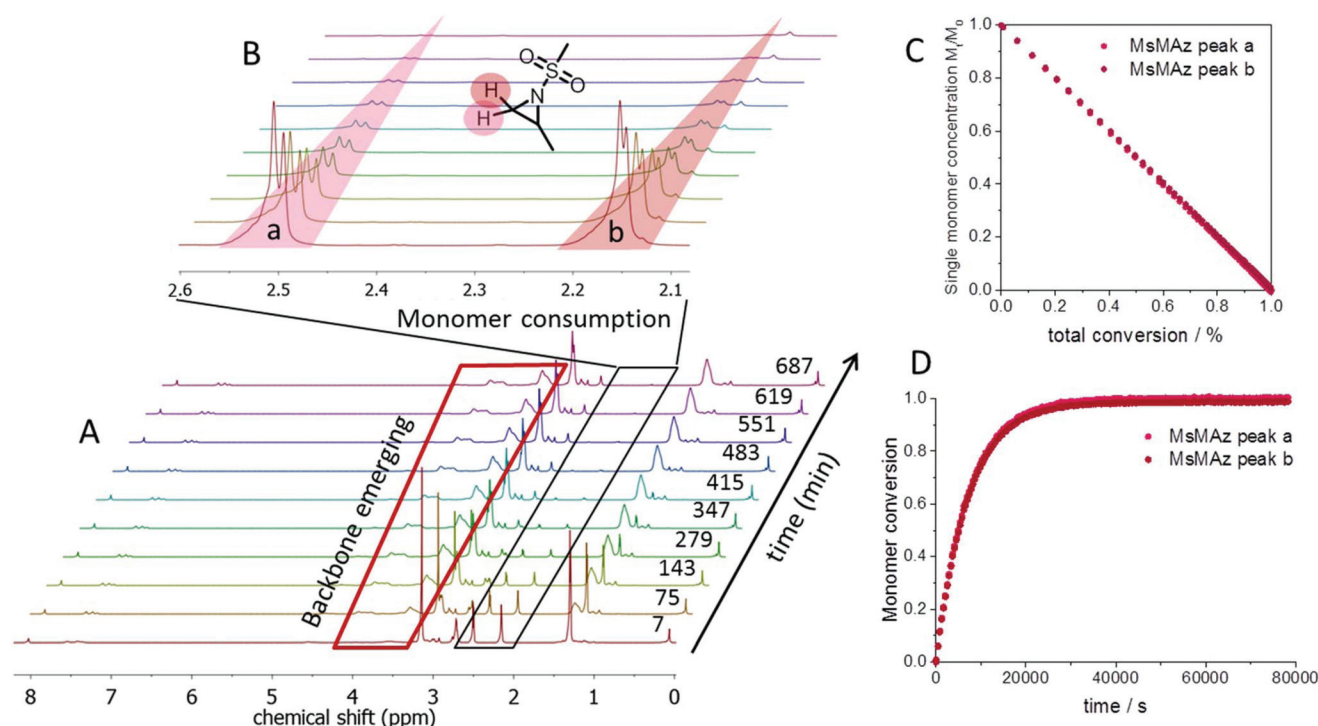 B
O
S
O
H
N
H
a
b
2.6
2.5
2.4
2.3
2.2
2.1
Monomer consumption
A
Backbone emerging
687
619
551
483
415
347
279
143
75
7
time (min)
8
7
6
5
4
3
2
1
0
chemical shift (ppm)
C
Single monomer concentration Mt/Mo
1.0
0.8
0.6
0.4
0.2
0.0
MsMAz peak a
MsMAz peak b
0.0
0.2
0.4
0.6
0.8
1.0
total conversion / %
D
Monomer conversion
1.0
0.8
0.6
0.4
0.2
0.0
MsMAz peak a
MsMAz peak b
0
20000
40000
60000
80000
time / s